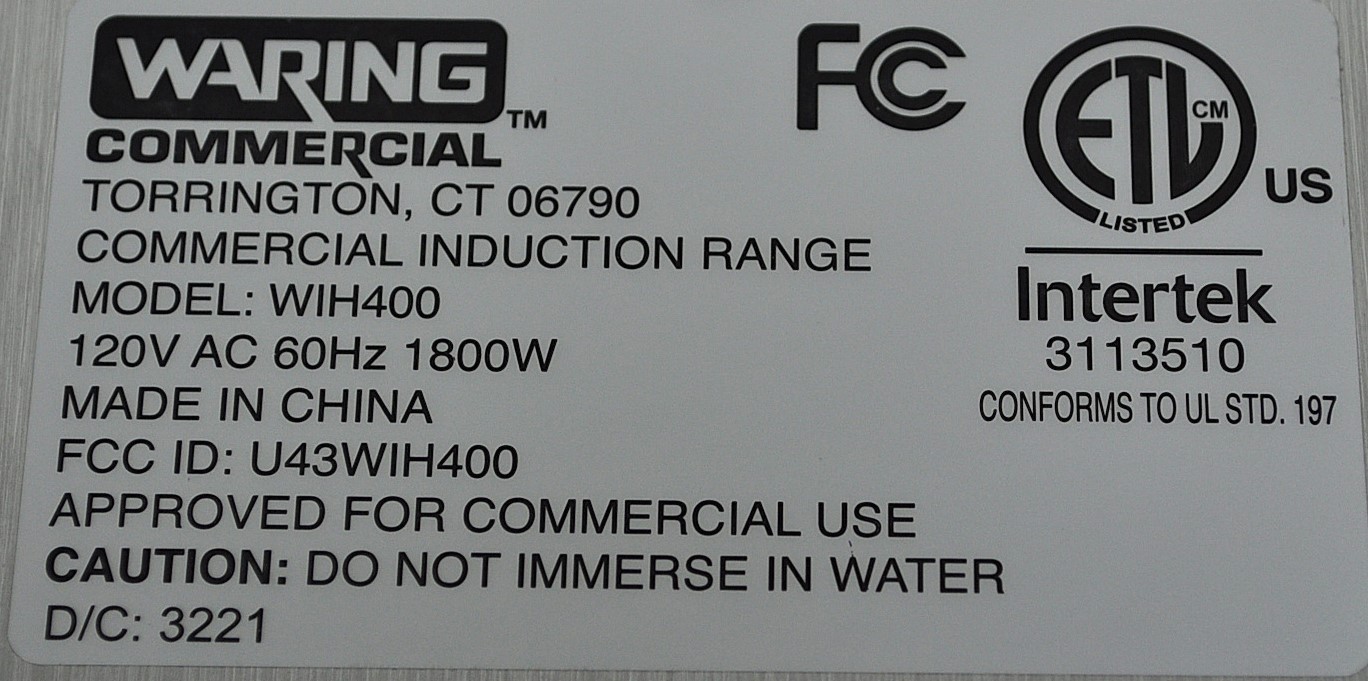 WARING
TM
COMMERCIAL
TORRINGTON, CT 06790
COMMERCIAL INDUCTION RANGE
MODEL: WIH400
120V AC 60Hz 1800W
MADE IN CHINA
FCC ID: U43WIH400
APPROVED FOR COMMERCIAL USE
CAUTION: DO NOT IMMERSE IN WATER
D/C: 3221
FC
ETL
CM
LISTED
US
Intertek
3113510
CONFORMS TO UL STD. 197